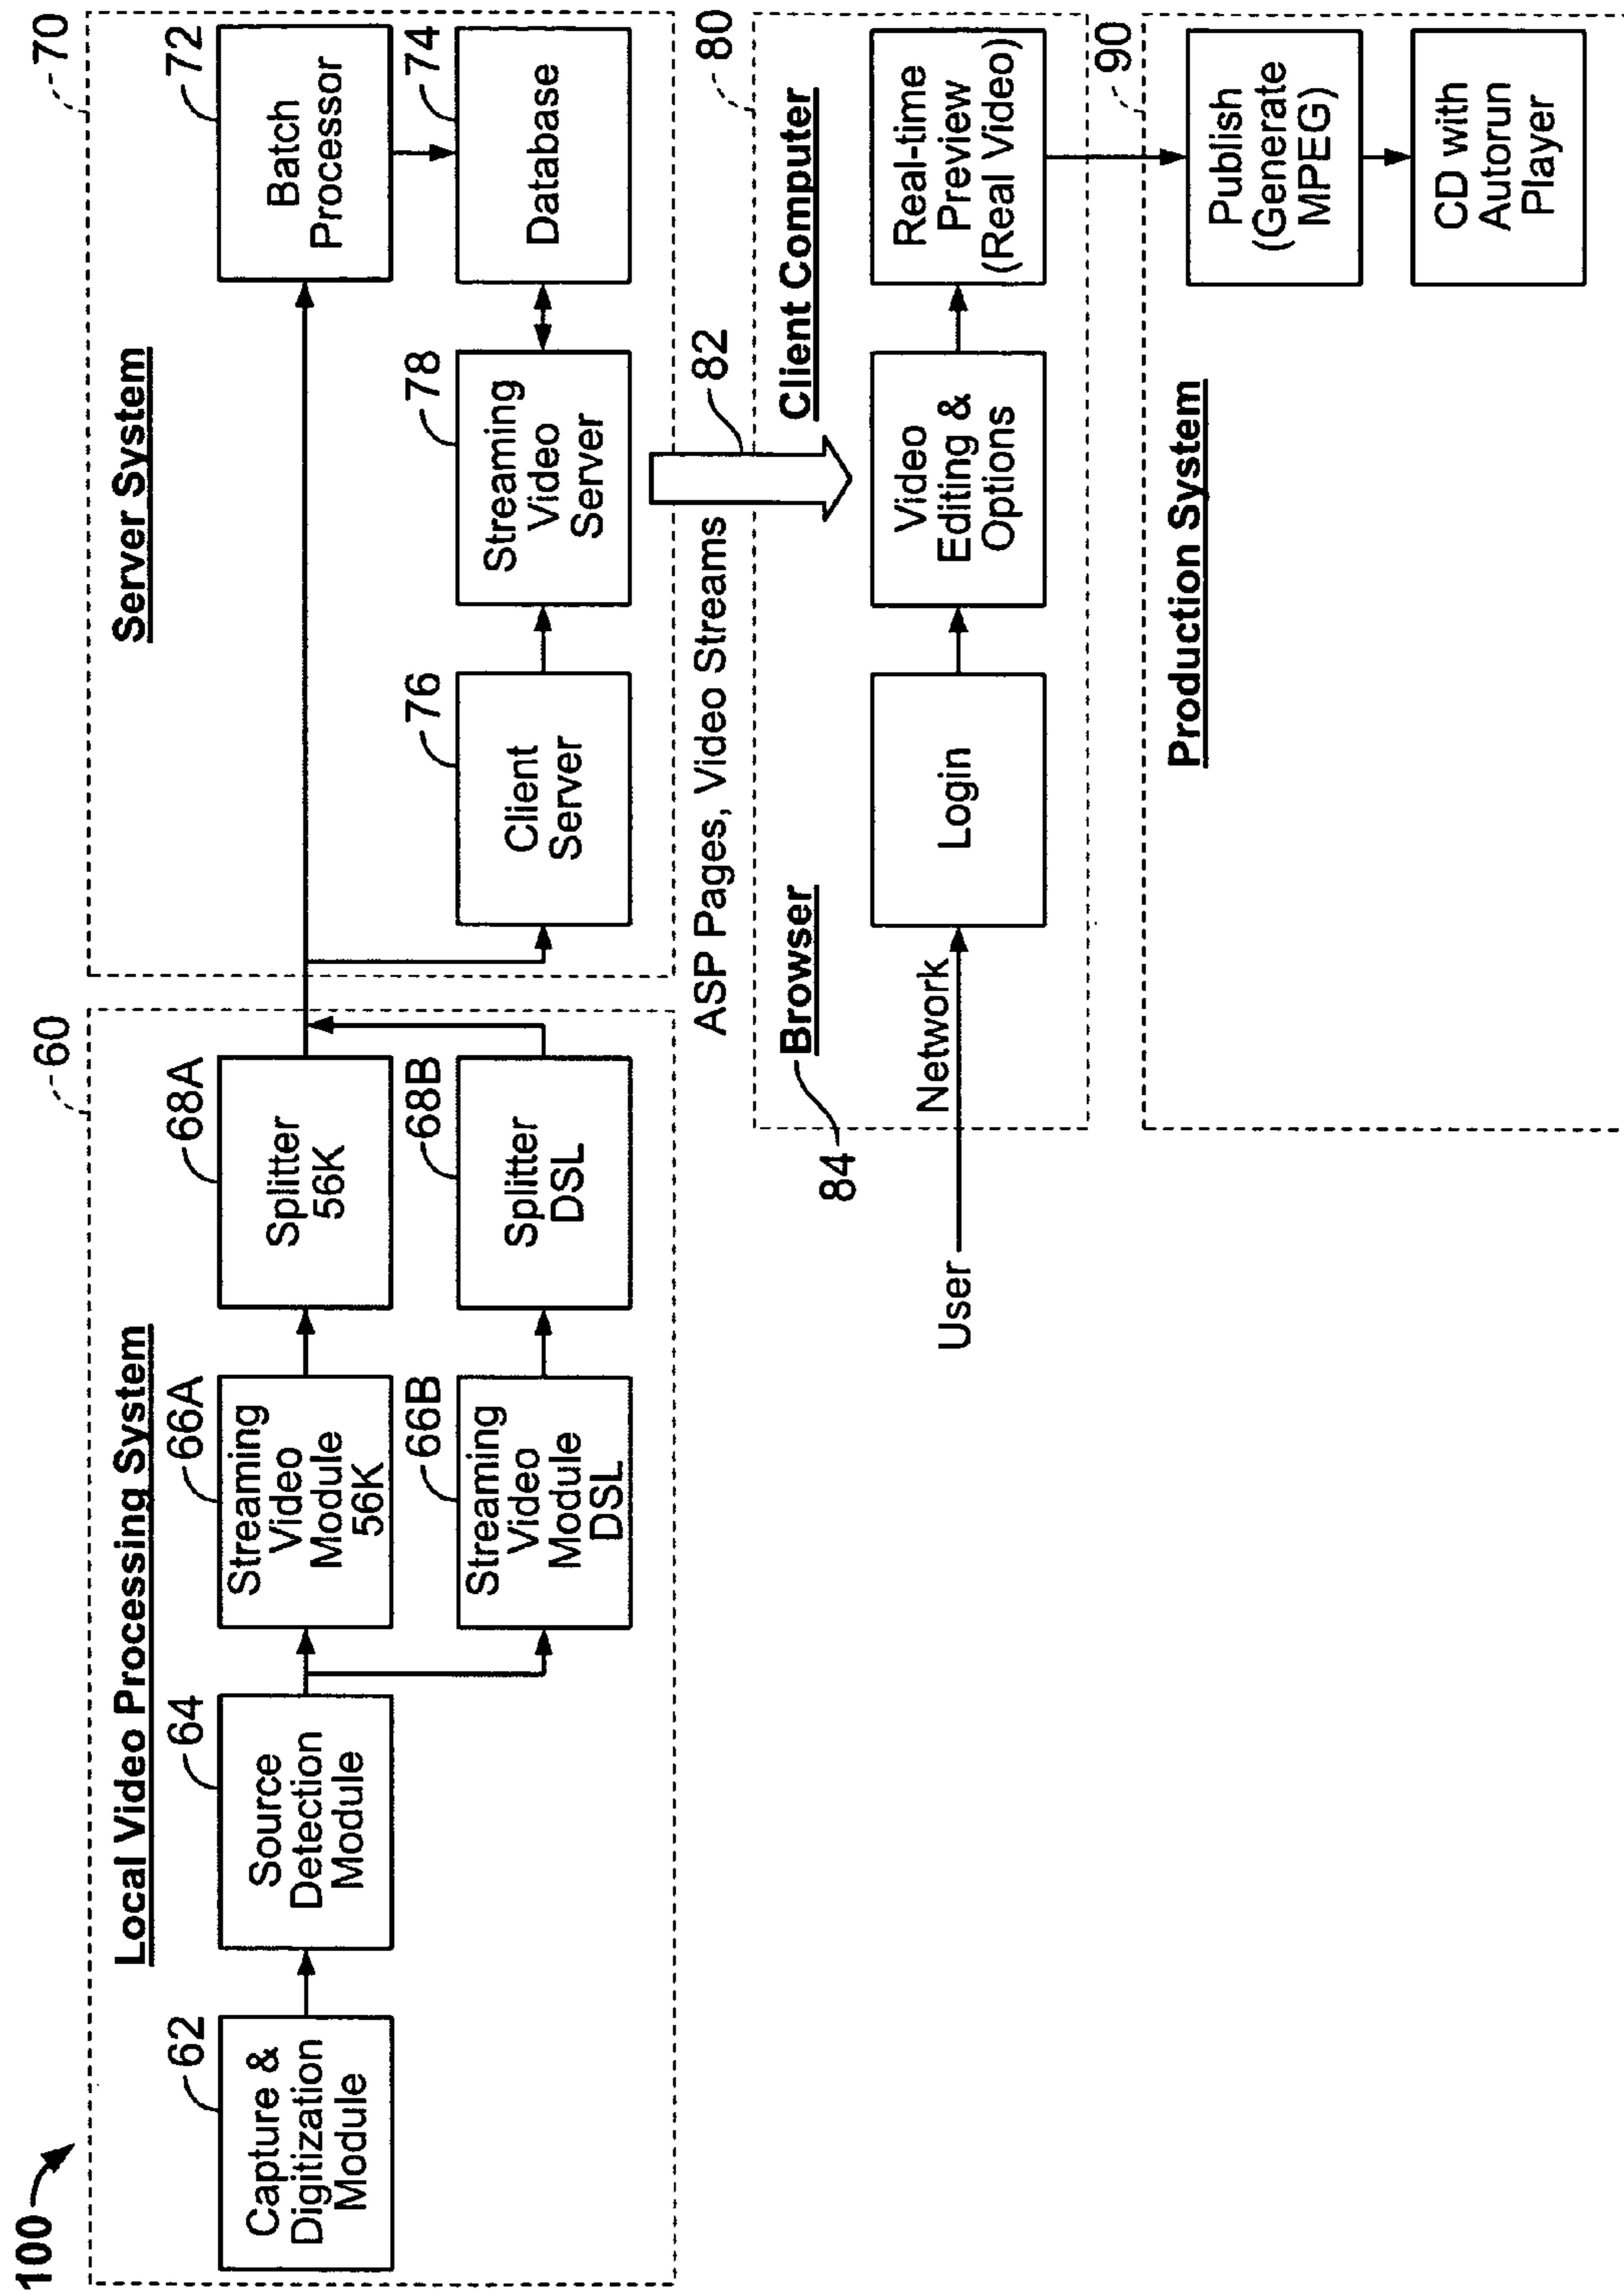 100
60
Local Video Processing System
62
Capture &
Digitization
Module
64
Source
Detection
Module
66A
Streaming
Video
Module
56K
68A
Splitter
56K
66B
Streaming
Video
Module
DSL
68B
Splitter
DSL
70
Server System
72
Batch
Processor
74
Database
76
Client
Server
78
Streaming
Video
Server
ASP Pages, Video Streams
82
80
Client Computer
Browser
84
User
Network
Login
Video
Editing &
Options
Real-time
Preview
(Real Video)
90
Production System
Publish
(Generate
MPEG)
CD with
Autorun
Player